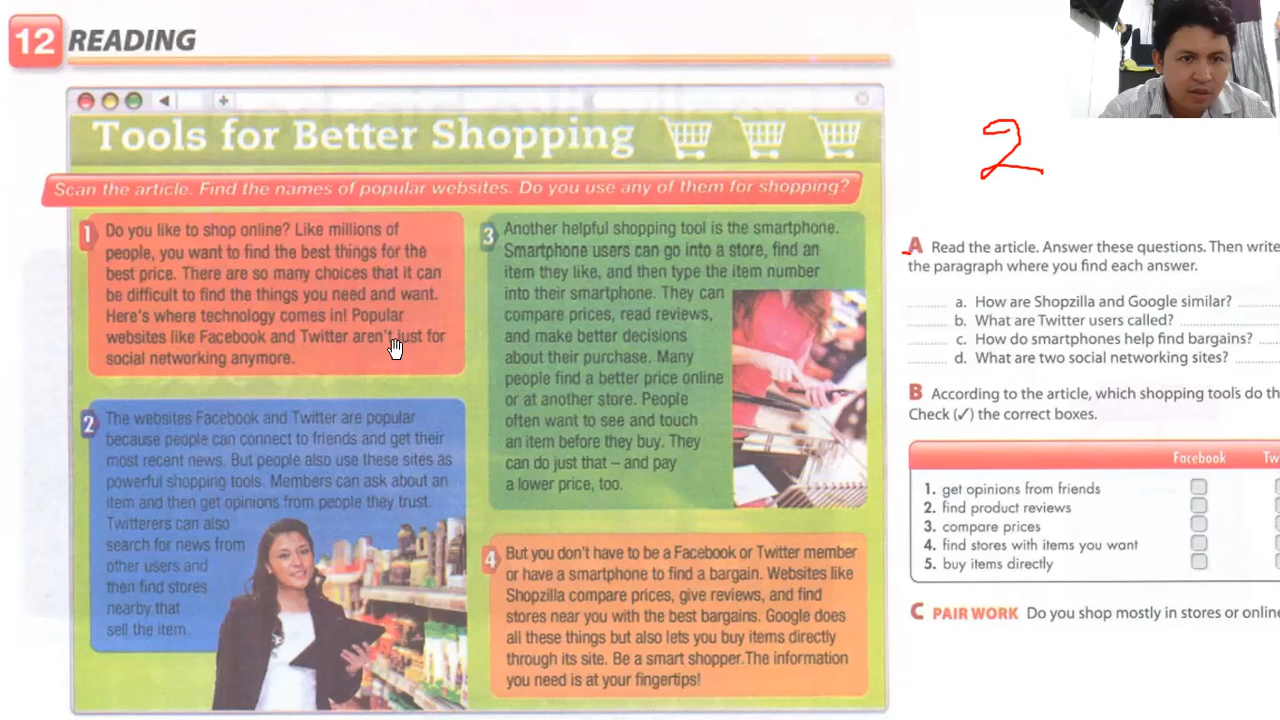 12 READING
Tools for Better Shopping
Scan the article. Find the names of popular websites. Do you use any of them for shopping?
1
Do you like to shop online? Like millions of
people, you want to find the best things for the
best price. There are so many choices that it can
be difficult to find the things you need and want.
Here's where technology comes in! Popular
websites like Facebook and Twitter aren't just for
social networking anymore.
2
The websites Facebook and Twitter are popular
because people can connect to friends and get their
most recent news. But people also use these sites as
powerful shopping tools. Members can ask about an
item and then get opinions from people they trust.
Twitterers can also
search for news from
other users and
then find stores
nearby that
sell the item.
3
Another helpful shopping tool is the smartphone.
Smartphone users can go into a store, find an
item they like, and then type the item number
into their smartphone. They can
compare prices, read reviews,
and make better decisions
about their purchase. Many
people find a better price online
or at another store. People
often want to see and touch
an item before they buy. They
can do just that – and pay
a lower price, too.
4
But you don't have to be a Facebook or Twitter member
or have a smartphone to find a bargain. Websites like
Shopzilla compare prices, give reviews, and find
stores near you with the best bargains. Google does
all these things but also lets you buy items directly
through its site. Be a smart shopper.The information
you need is at your fingertips!
2
A Read the article. Answer these questions. Then write
the paragraph where you find each answer.
a. How are Shopzilla and Google similar?
b. What are Twitter users called?
c. How do smartphones help find bargains?
d. What are two social networking sites?
B According to the article, which shopping tools do th
Check (✓) the correct boxes.
Facebook Tw
1. get opinions from friends
2. find product reviews
3. compare prices
4. find stores with items you want
5. buy items directly
C PAIR WORK Do you shop mostly in stores or online